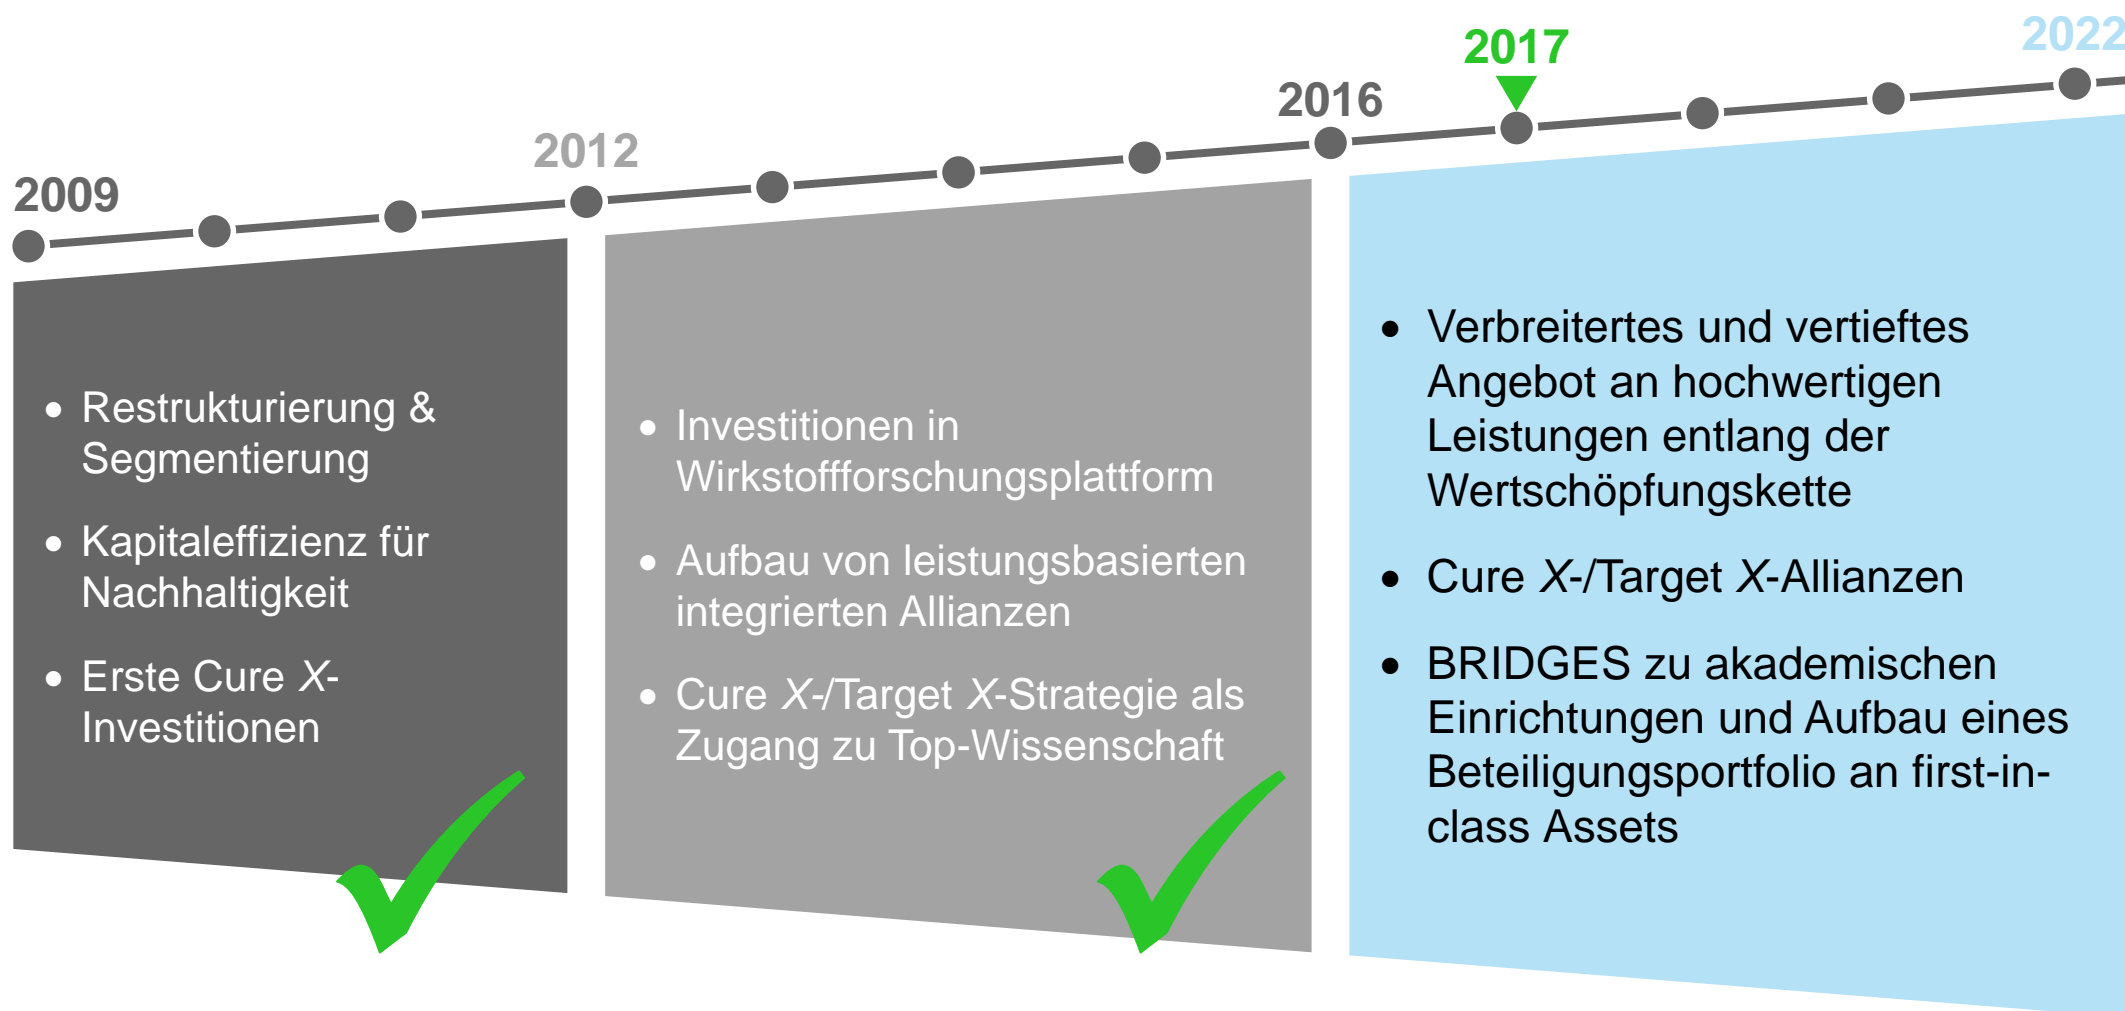 2009
2012
2016
2017
2022
• Restrukturierung &
Segmentierung
• Kapitaleffizienz für
Nachhaltigkeit
• Erste Cure X-
Investitionen
• Investitionen in
Wirkstoffforschungsplattform
• Aufbau von leistungsbasierten
integrierten Allianzen
• Cure X-/Target X-Strategie als
Zugang zu Top-Wissenschaft
• Verbreitertes und vertieftes
Angebot an hochwertigen
Leistungen entlang der
Wertschöpfungskette
• Cure X-/Target X-Allianzen
• BRIDGES zu akademischen
Einrichtungen und Aufbau eines
Beteiligungsportfolio an first-in-
class Assets